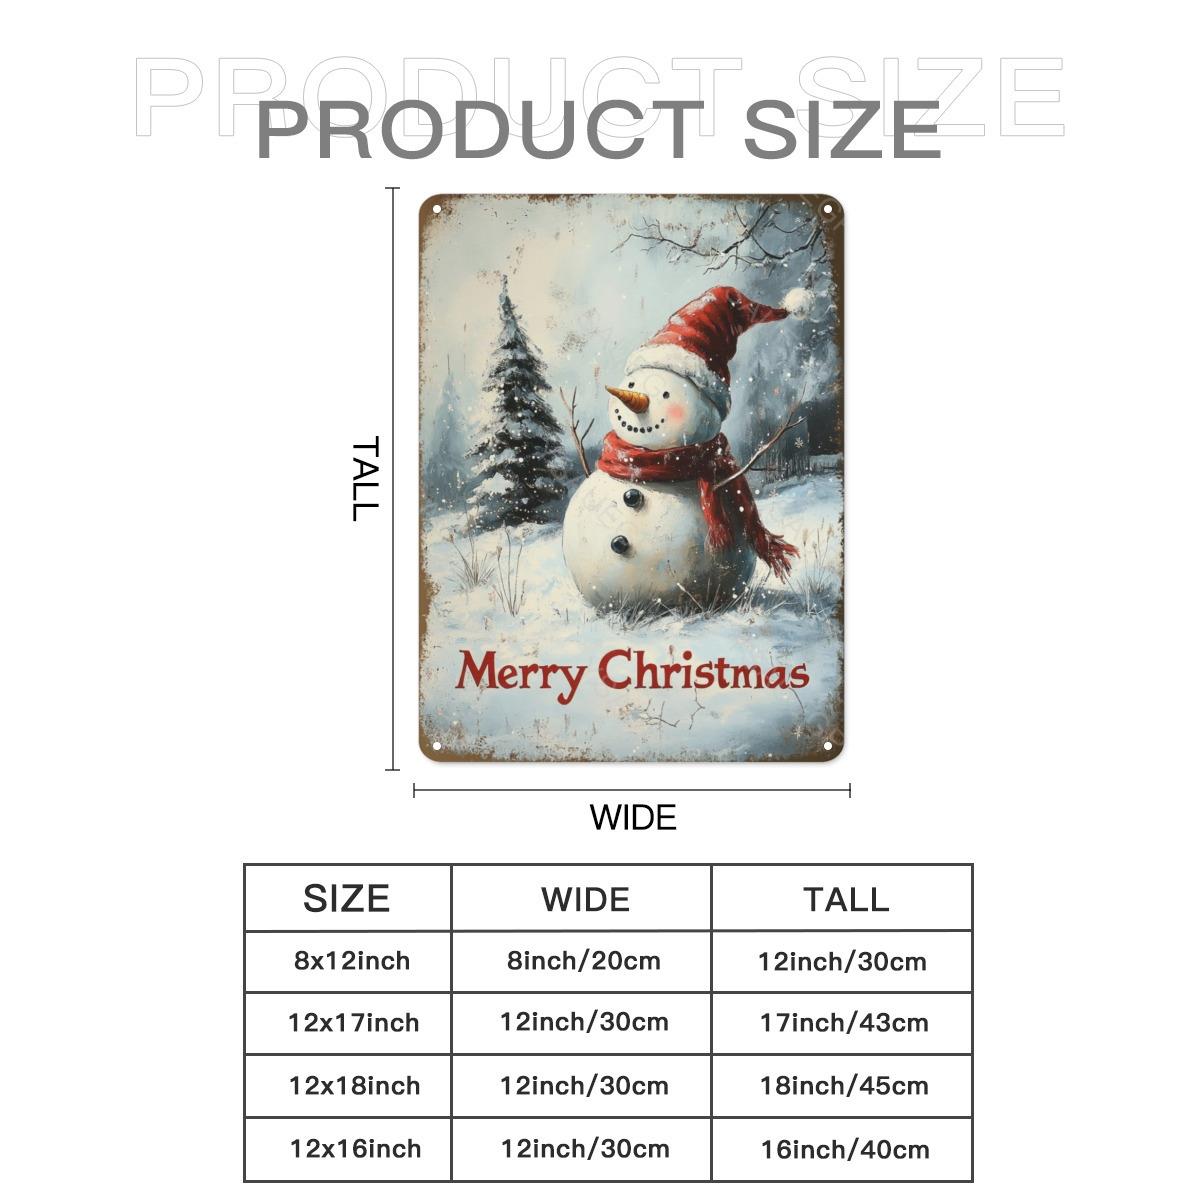 PRODUCT SIZE
PRODUCT SIZE
TALL
Merry Christmas
WIDE
SIZE WIDE TALL
8x12inch 8inch/20cm 12inch/30cm
12x17inch 12inch/30cm 17inch/43cm
12x18inch 12inch/30cm 18inch/45cm
12x16inch 12inch/30cm 16inch/40cm